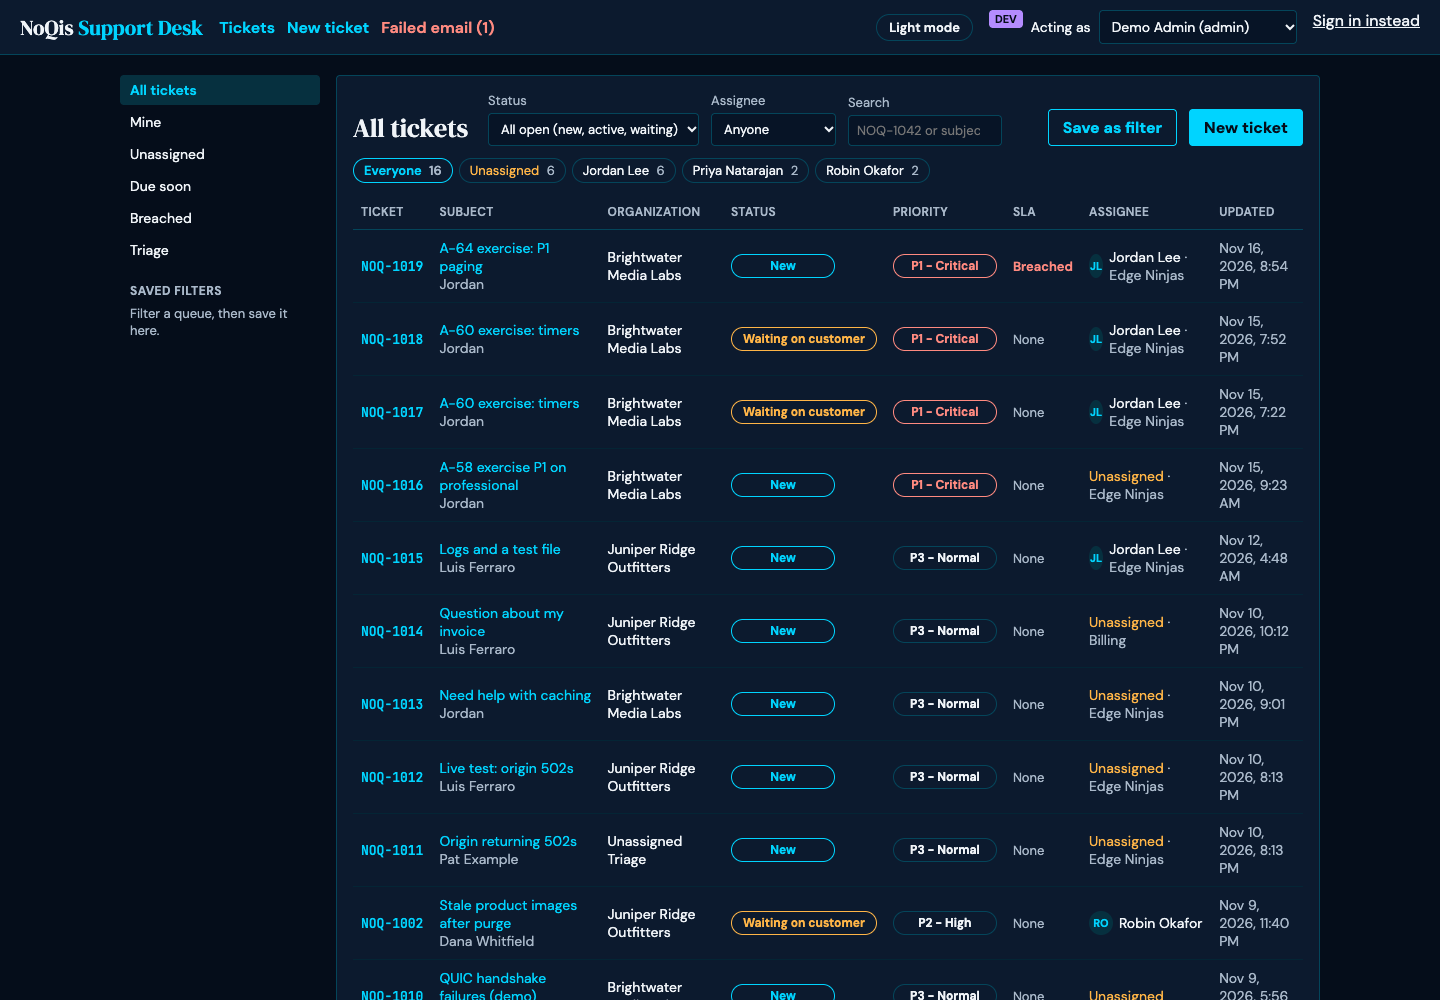 NoQis Support Desk Tickets New ticket Failed email (1) Light mode DEV Acting as Demo Admin (admin) Sign in instead
All tickets
Mine
Unassigned
Due soon
Breached
Triage
SAVED FILTERS
Filter a queue, then save it
here.
All tickets
Status
All open (new, active, waiting)
Assignee
Anyone
Search
NOQ-1042 or subjec
Save as filter
New ticket
Everyone 16 Unassigned 6 Jordan Lee 6 Priya Natarajan 2 Robin Okafor 2
TICKET SUBJECT ORGANIZATION STATUS PRIORITY SLA ASSIGNEE UPDATED
NOQ-1019
A-64 exercise: P1
paging
Jordan
Brightwater
Media Labs
New
P1 – Critical
Breached
JL
Jordan Lee ·
Edge Ninjas
Nov 16,
2026, 8:54
PM
NOQ-1018
A-60 exercise: timers
Jordan
Brightwater
Media Labs
Waiting on customer
P1 – Critical
None
JL
Jordan Lee ·
Edge Ninjas
Nov 15,
2026, 7:52
PM
NOQ-1017
A-60 exercise: timers
Jordan
Brightwater
Media Labs
Waiting on customer
P1 – Critical
None
JL
Jordan Lee ·
Edge Ninjas
Nov 15,
2026, 7:22
PM
NOQ-1016
A-58 exercise P1 on
professional
Jordan
Brightwater
Media Labs
New
P1 – Critical
None
Unassigned ·
Edge Ninjas
Nov 15,
2026, 9:23
AM
NOQ-1015
Logs and a test file
Luis Ferraro
Juniper Ridge
Outfitters
New
P3 – Normal
None
JL
Jordan Lee ·
Edge Ninjas
Nov 12,
2026, 4:48
AM
NOQ-1014
Question about my
invoice
Luis Ferraro
Juniper Ridge
Outfitters
New
P3 – Normal
None
Unassigned ·
Billing
Nov 10,
2026, 10:12
PM
NOQ-1013
Need help with caching
Jordan
Brightwater
Media Labs
New
P3 – Normal
None
Unassigned ·
Edge Ninjas
Nov 10,
2026, 9:01
PM
NOQ-1012
Live test: origin 502s
Luis Ferraro
Juniper Ridge
Outfitters
New
P3 – Normal
None
Unassigned ·
Edge Ninjas
Nov 10,
2026, 8:13
PM
NOQ-1011
Origin returning 502s
Pat Example
Unassigned
Triage
New
P3 – Normal
None
Unassigned ·
Edge Ninjas
Nov 10,
2026, 8:13
PM
NOQ-1002
Stale product images
after purge
Dana Whitfield
Juniper Ridge
Outfitters
Waiting on customer
P2 – High
None
RO
Robin Okafor
Nov 9,
2026, 11:40
PM
NOQ-1010
QUIC handshake
failures (demo)
Brightwater
New
P3 – Normal
None
Unassigned
Nov 9,
2026, 5:56